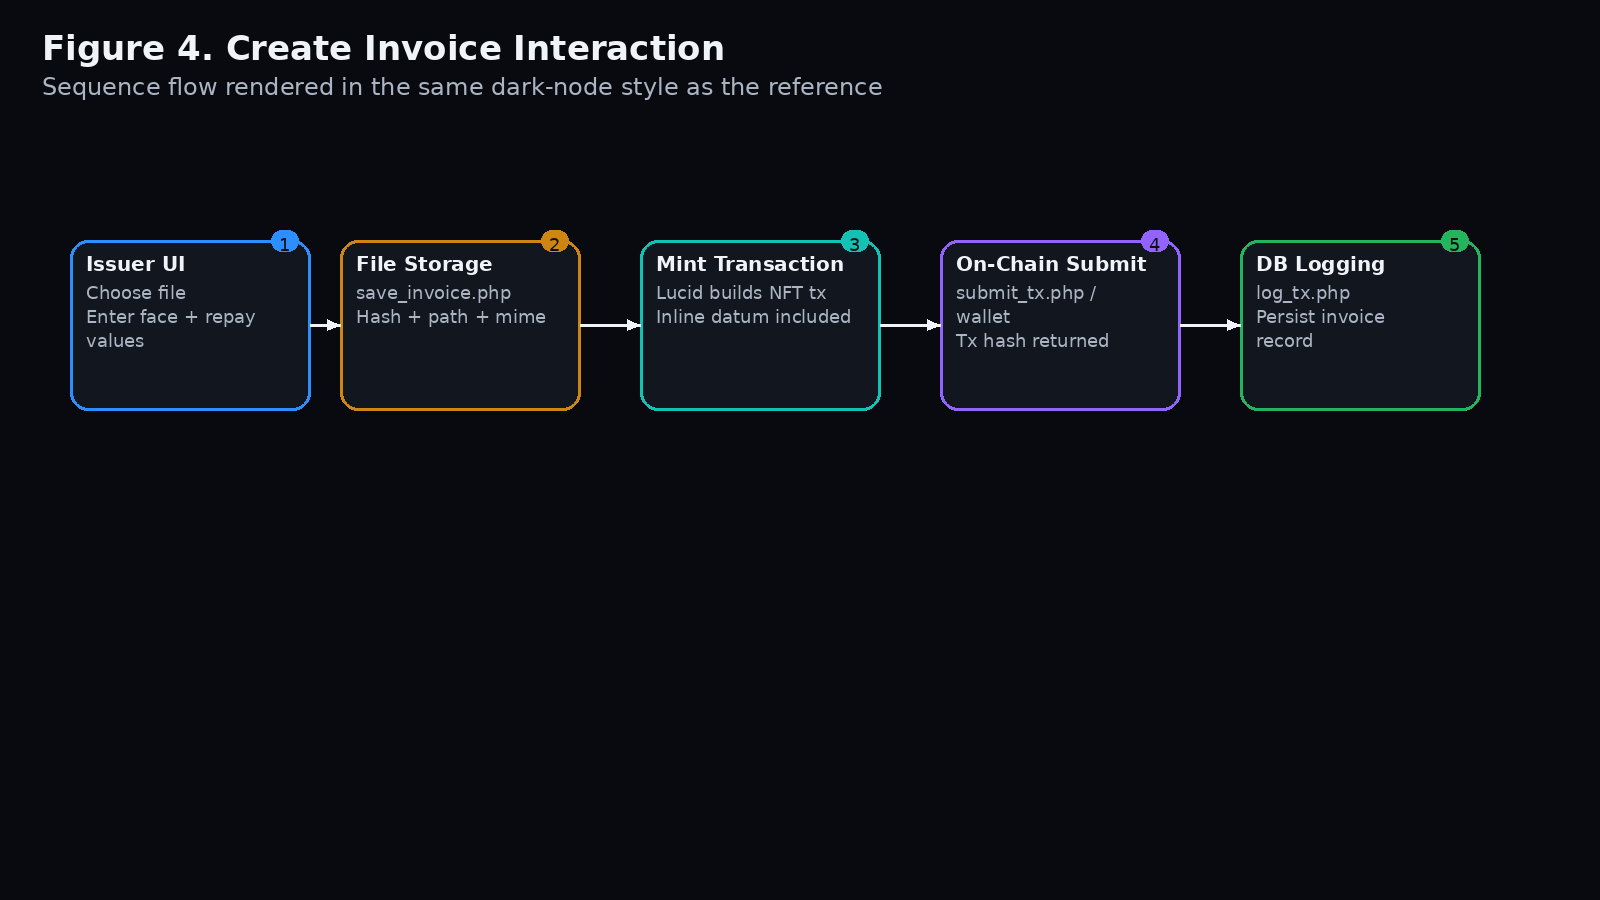 Figure 4. Create Invoice Interaction
Sequence flow rendered in the same dark-node style as the reference
1
Issuer UI
Choose file
Enter face + repay
values
2
File Storage
save_invoice.php
Hash + path + mime
3
Mint Transaction
Lucid builds NFT tx
Inline datum included
4
On-Chain Submit
submit_tx.php /
wallet
Tx hash returned
5
DB Logging
log_tx.php
Persist invoice
record